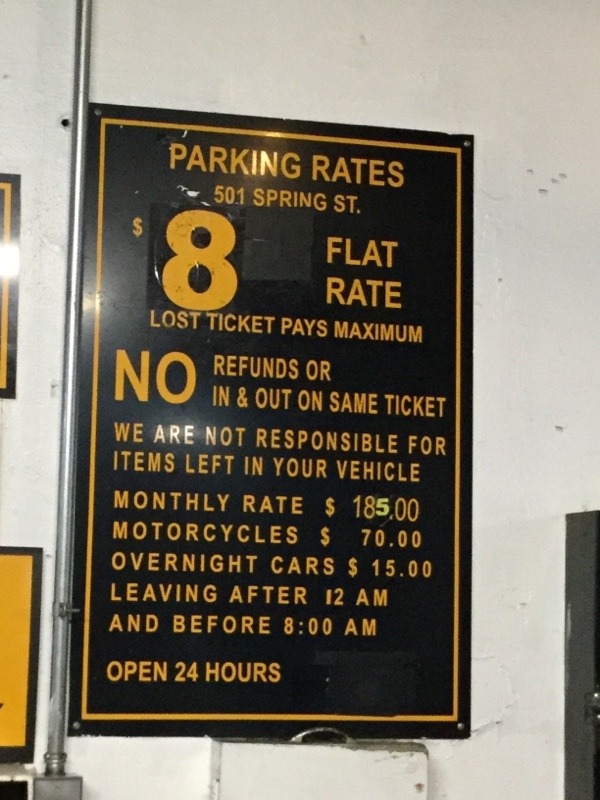 PARKING RATES
501 SPRING ST.
$ 8 FLAT RATE
LOST TICKET PAYS MAXIMUM
NO REFUNDS OR
IN & OUT ON SAME TICKET
WE ARE NOT RESPONSIBLE FOR
ITEMS LEFT IN YOUR VEHICLE
MONTHLY RATE $ 185.00
MOTORCYCLES $ 70.00
OVERNIGHT CARS $ 15.00
LEAVING AFTER 12 AM
AND BEFORE 8:00 AM
OPEN 24 HOURS